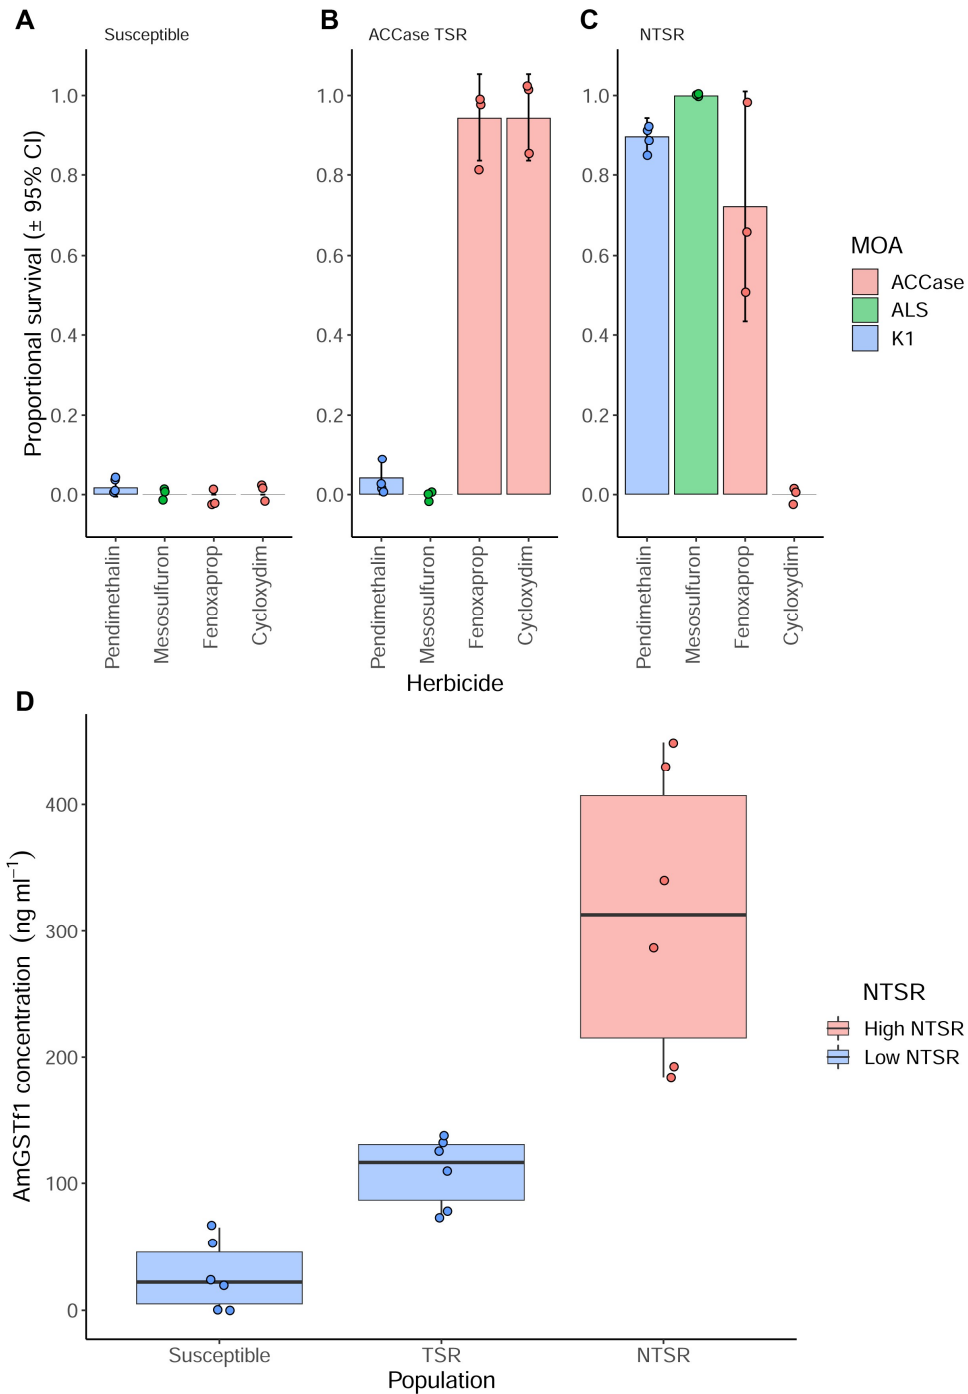 A
Susceptible
B
ACCase TSR
C
NTSR
Proportional survival (± 95% CI)
1.0
0.8
0.6
0.4
0.2
0.0
1.0
0.8
0.6
0.4
0.2
0.0
1.0
0.8
0.6
0.4
0.2
0.0
Pendimethalin
Mesosulfuron
Fenoxaprop
Cycloxydim
Pendimethalin
Mesosulfuron
Fenoxaprop
Cycloxydim
Pendimethalin
Mesosulfuron
Fenoxaprop
Cycloxydim
Herbicide
MOA
ACCase
ALS
K1
D
AmGSTf1 concentration (ng ml⁻¹)
400
300
200
100
0
Susceptible
TSR
NTSR
Population
NTSR
High NTSR
Low NTSR